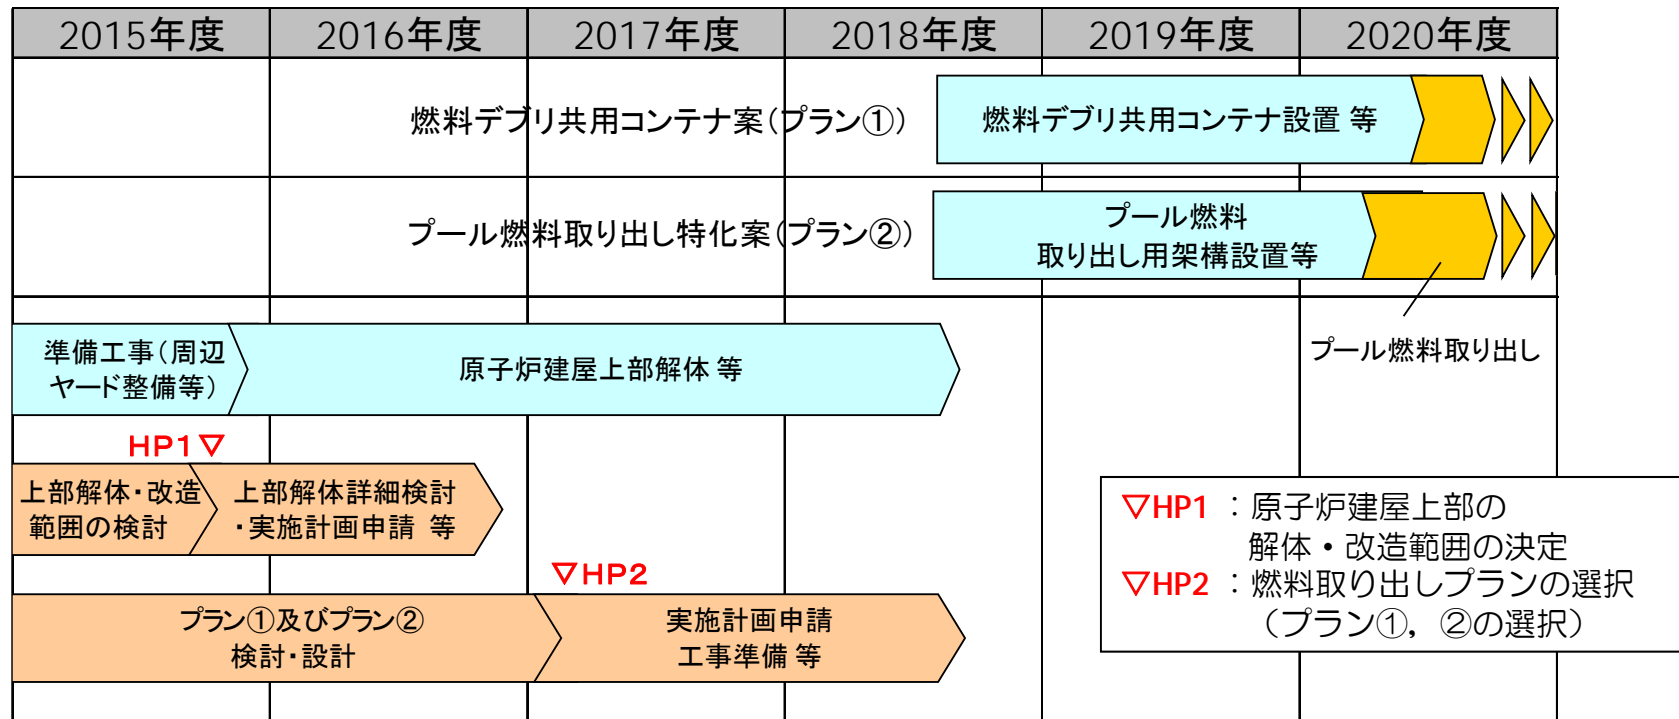 2015年度 2016年度 2017年度 2018年度 2019年度 2020年度
燃料デブリ共用コンテナ案(プラン①) 燃料デブリ共用コンテナ設置 等
プール燃料取り出し特化案(プラン②)
プール燃料
取り出し用架構設置等
プール燃料取り出し
準備工事(周辺
ヤード整備等)
原子炉建屋上部解体 等
HP1▽
上部解体・改造
範囲の検討
上部解体詳細検討
・実施計画申請 等
▽HP2
プラン①及びプラン②
検討・設計
実施計画申請
工事準備 等
▽HP1 :原子炉建屋上部の
解体・改造範囲の決定
▽HP2 :燃料取り出しプランの選択
(プラン①,②の選択)